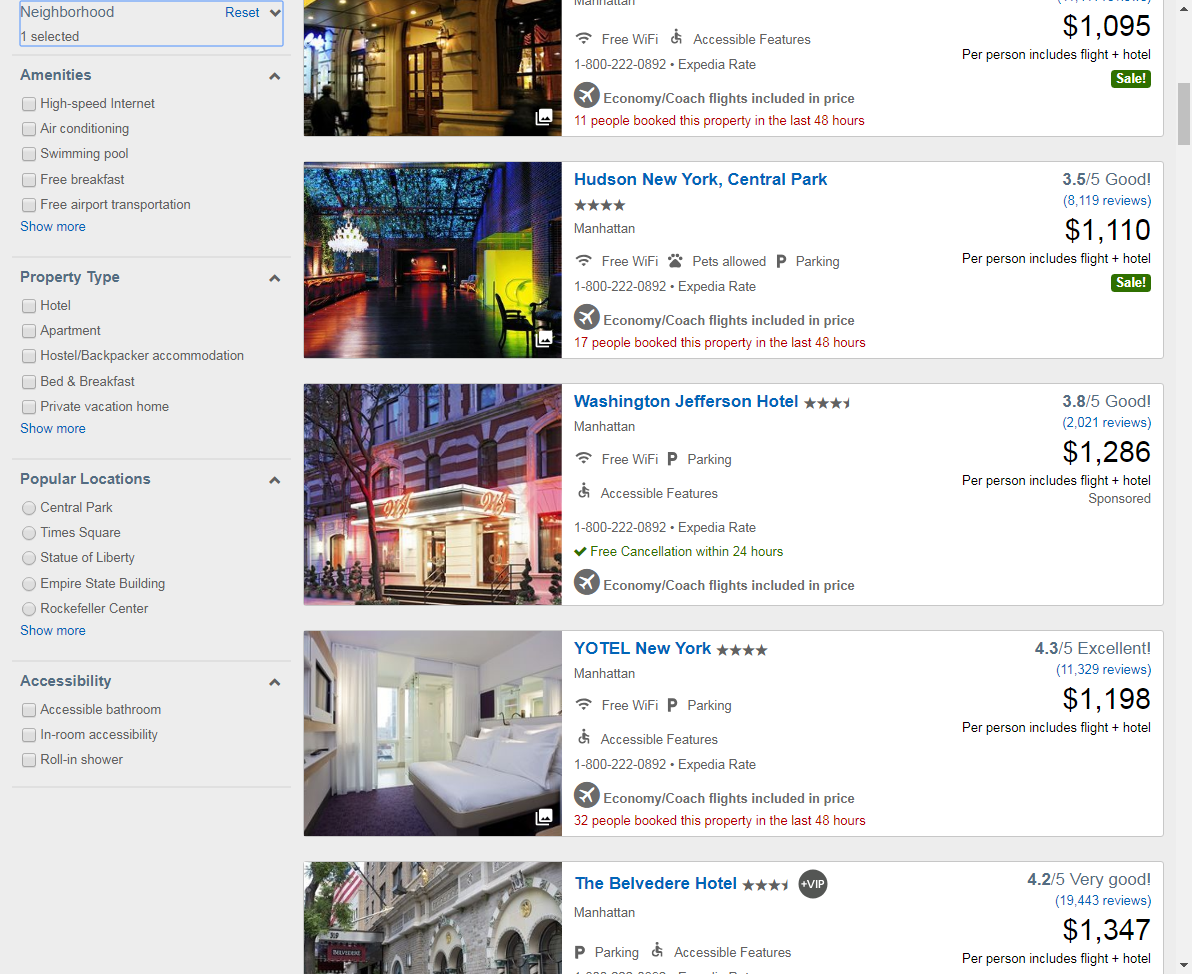 Neighborhood Reset
1 selected
Amenities
High-speed Internet
Air conditioning
Swimming pool
Free breakfast
Free airport transportation
Show more
Property Type
Hotel
Apartment
Hostel/Backpacker accommodation
Bed & Breakfast
Private vacation home
Show more
Popular Locations
Central Park
Times Square
Statue of Liberty
Empire State Building
Rockefeller Center
Show more
Accessibility
Accessible bathroom
In-room accessibility
Roll-in shower
Manhattan
$1,095
Free WiFi Accessible Features
Per person includes flight + hotel
1-800-222-0892 • Expedia Rate
Sale!
Economy/Coach flights included in price
11 people booked this property in the last 48 hours
Hudson New York, Central Park
3.5/5 Good!
(8,119 reviews)
Manhattan
$1,110
Free WiFi Pets allowed P Parking
Per person includes flight + hotel
1-800-222-0892 • Expedia Rate
Sale!
Economy/Coach flights included in price
17 people booked this property in the last 48 hours
Washington Jefferson Hotel
3.8/5 Good!
(2,021 reviews)
Manhattan
$1,286
Free WiFi P Parking
Per person includes flight + hotel
Accessible Features
Sponsored
1-800-222-0892 • Expedia Rate
Free Cancellation within 24 hours
Economy/Coach flights included in price
YOTEL New York
4.3/5 Excellent!
(11,329 reviews)
Manhattan
$1,198
Free WiFi P Parking
Per person includes flight + hotel
Accessible Features
1-800-222-0892 • Expedia Rate
Economy/Coach flights included in price
32 people booked this property in the last 48 hours
The Belvedere Hotel +VIP
4.2/5 Very good!
(19,443 reviews)
Manhattan
$1,347
P Parking Accessible Features
Per person includes flight + hotel
319
BELVEDERE